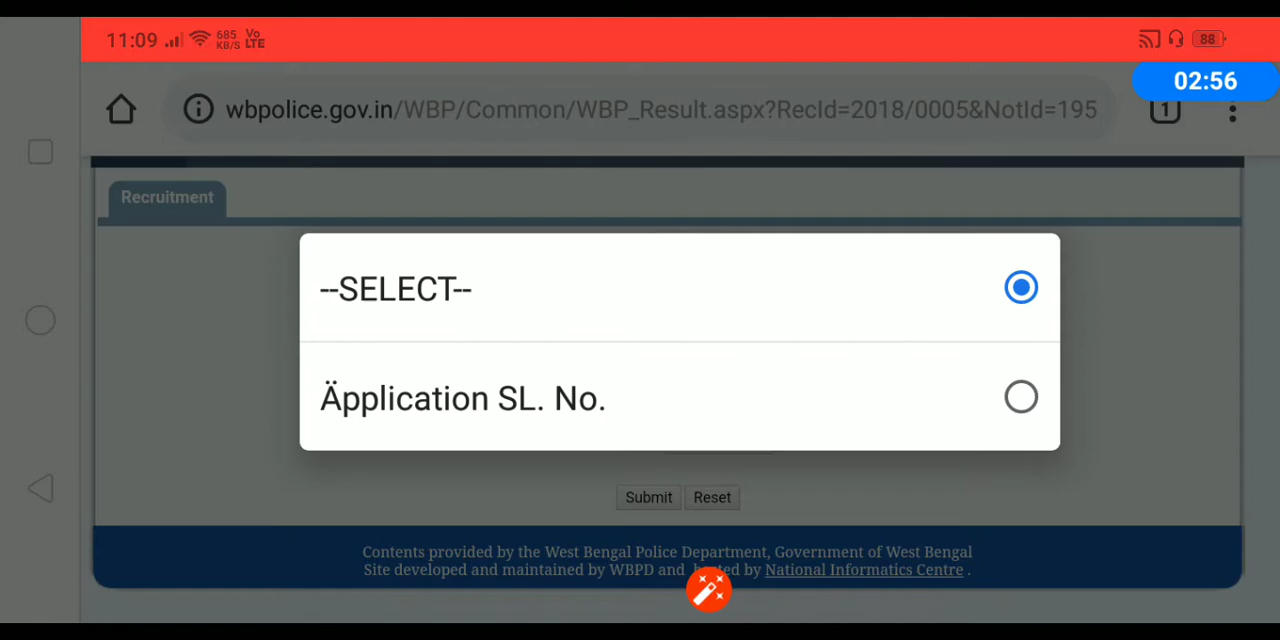 11:09 685 KB/S Vo LTE 88
02:56
wbpolice.gov.in/WBP/Common/WBP_Result.aspx?RecId=2018/0005&NotId=195 1
Recruitment
--SELECT--
Äpplication SL. No.
Submit Reset
Contents provided by the West Bengal Police Department, Government of West Bengal
Site developed and maintained by WBPD and by National Informatics Centre .